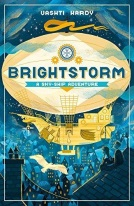 VASHTI HARDY
BRIGHTSTORM
A SKY-SHIP ADVENTURE